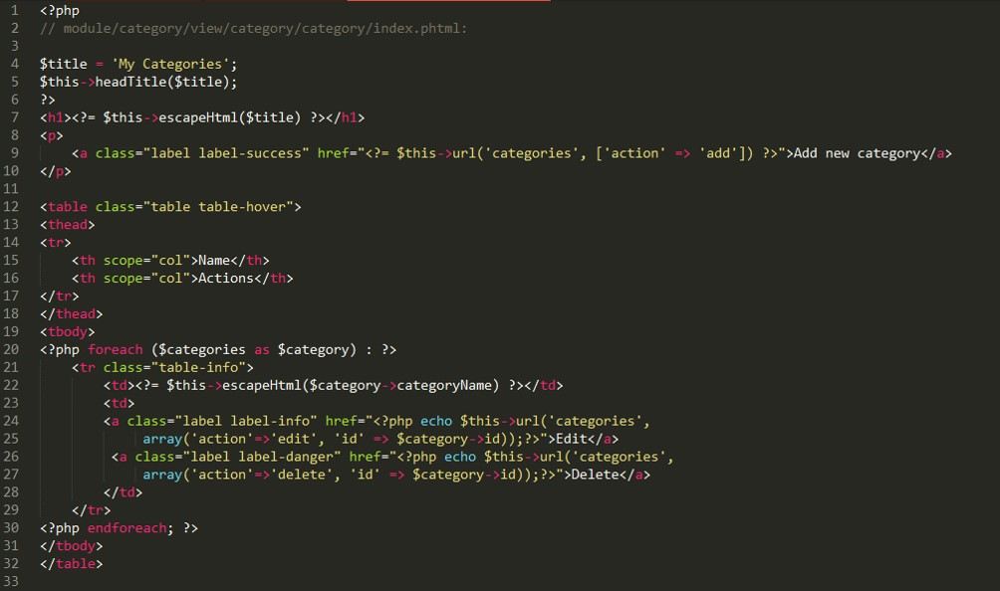 1 <?php
2 // module/category/view/category/category/index.phtml:
3
4 $title = 'My Categories';
5 $this->headTitle($title);
6 ?>
7 <h1><?= $this->escapeHtml($title) ?></h1>
8 <p>
9     <a class="label label-success" href="<?= $this->url('categories', ['action' => 'add']) ?>">Add new category</a>
10 </p>
11
12 <table class="table table-hover">
13 <thead>
14 <tr>
15     <th scope="col">Name</th>
16     <th scope="col">Actions</th>
17 </tr>
18 </thead>
19 <tbody>
20 <?php foreach ($categories as $category) : ?>
21     <tr class="table-info">
22         <td><?= $this->escapeHtml($category->categoryName) ?></td>
23         <td>
24         <a class="label label-info" href="<?php echo $this->url('categories',
25              array('action'=>'edit', 'id' => $category->id));?>">Edit</a>
26          <a class="label label-danger" href="<?php echo $this->url('categories',
27              array('action'=>'delete', 'id' => $category->id));?>">Delete</a>
28         </td>
29     </tr>
30 <?php endforeach; ?>
31 </tbody>
32 </table>
33